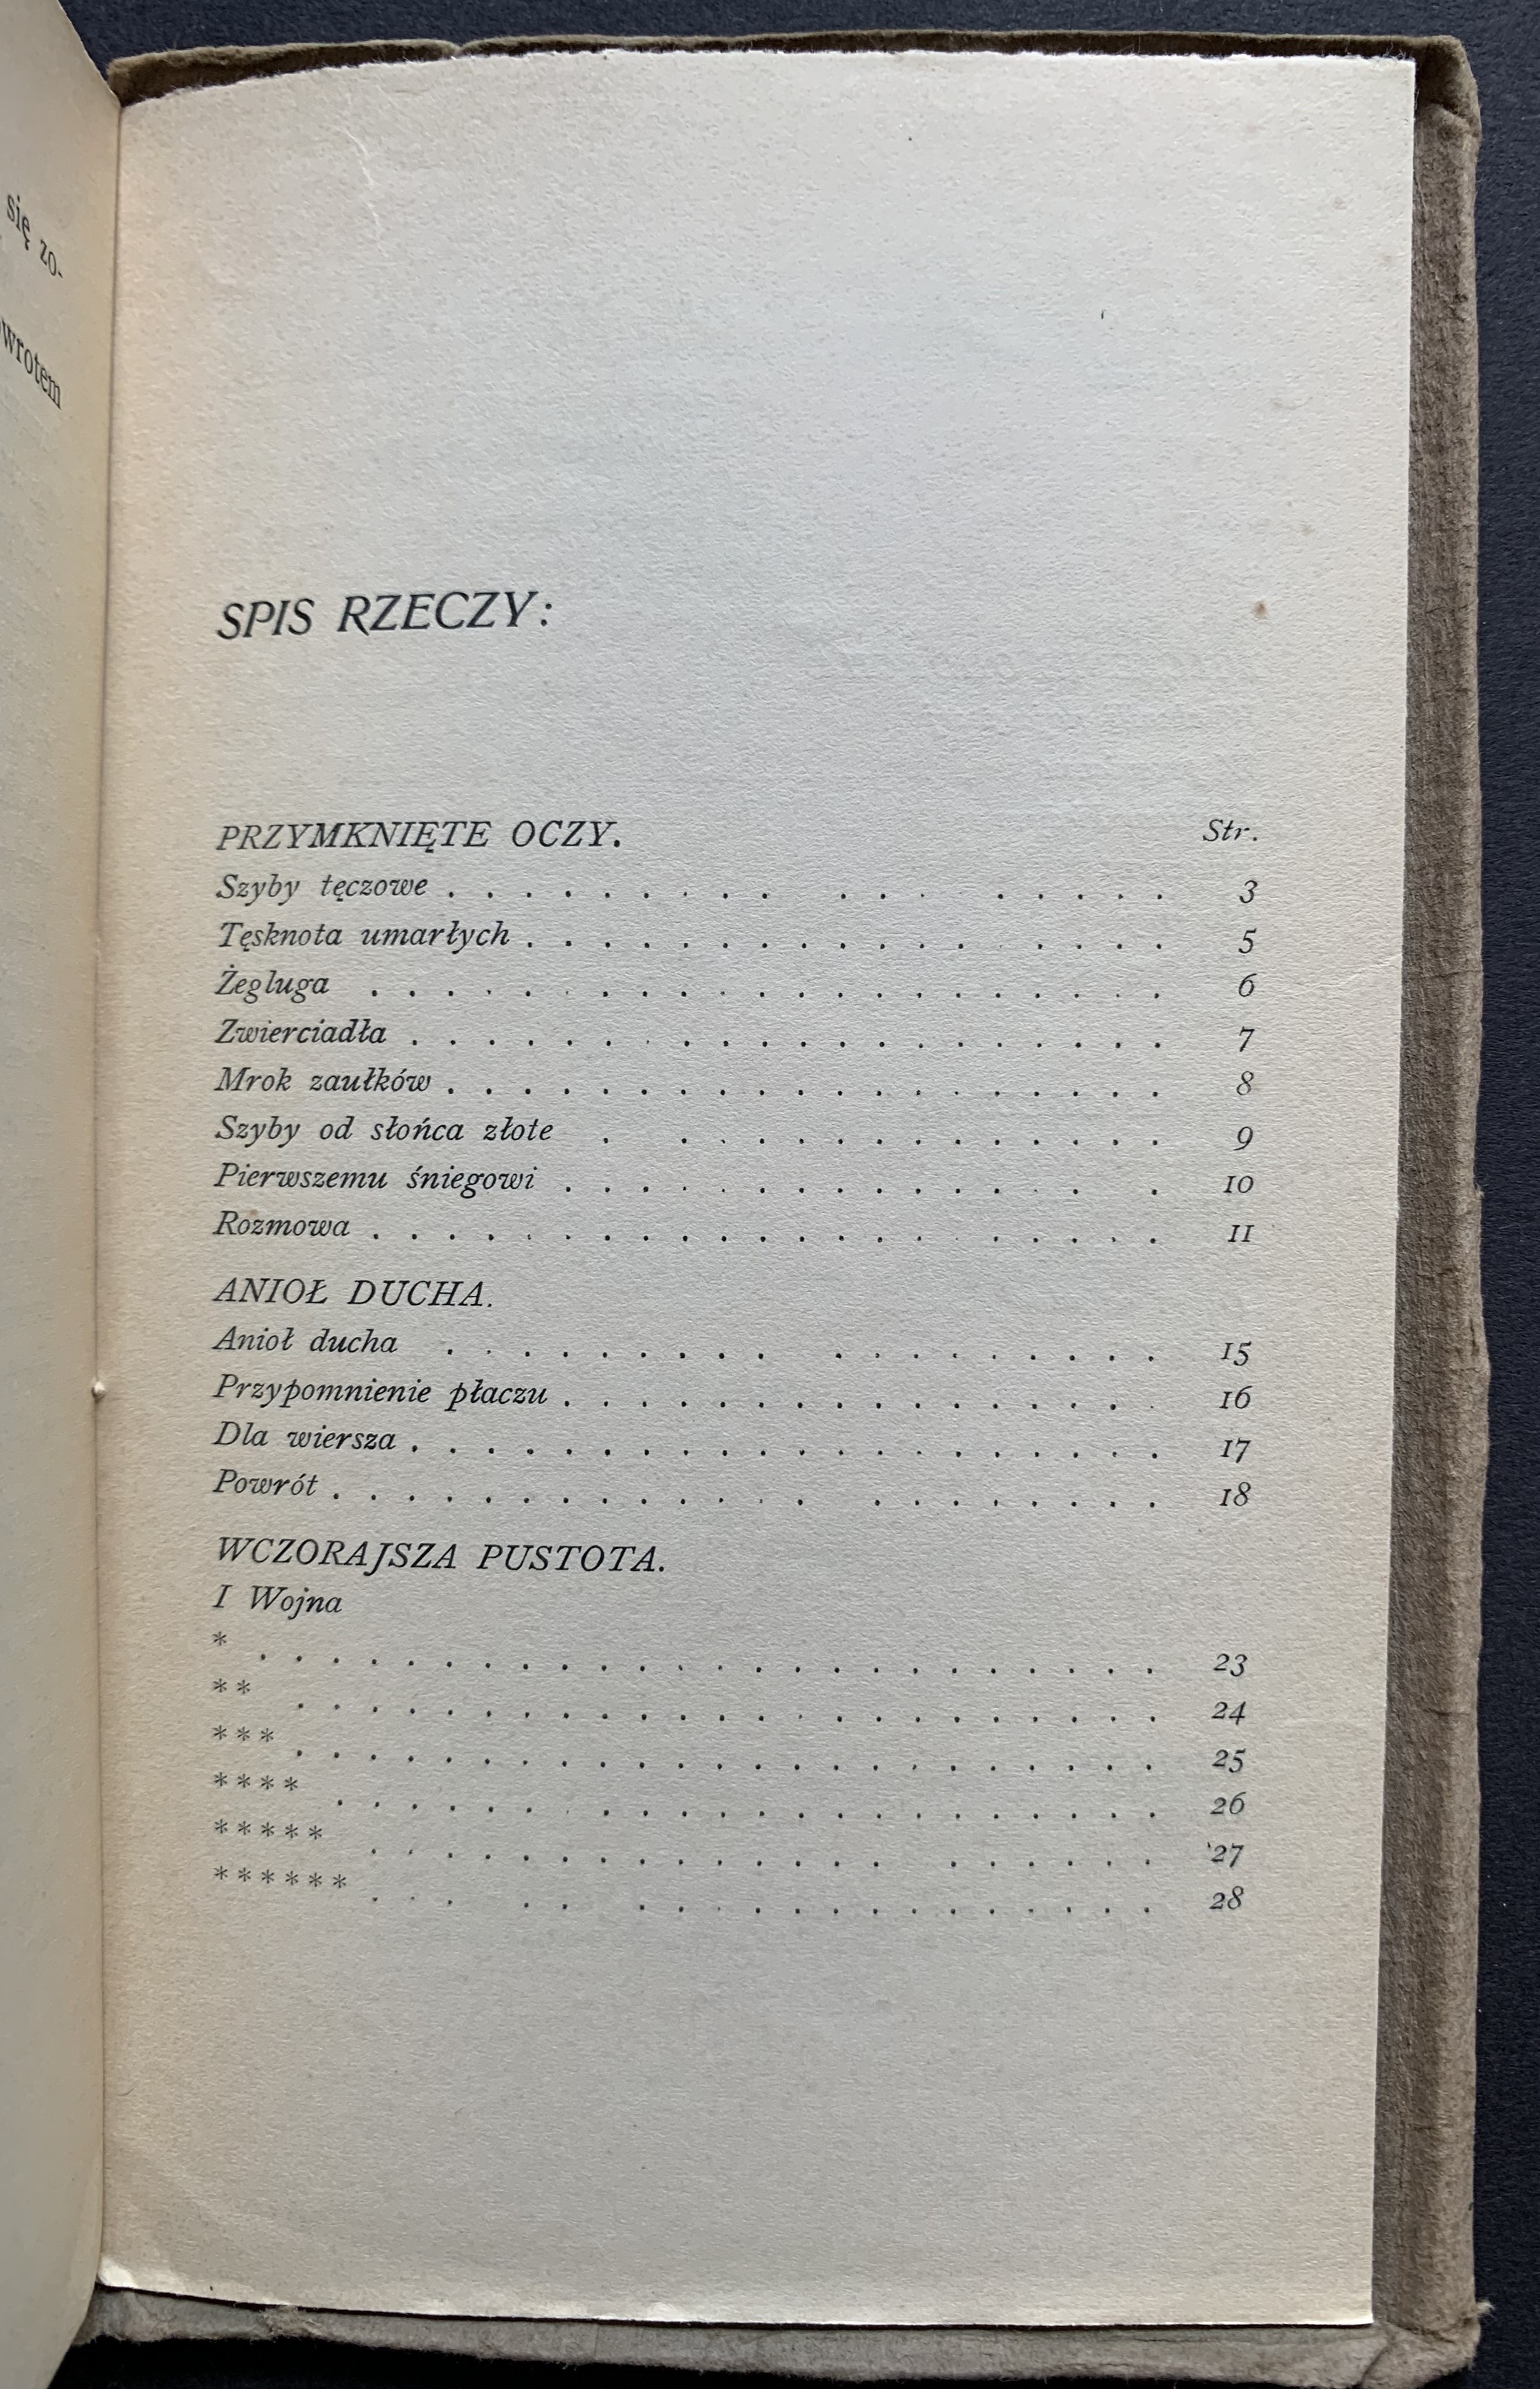 się zo-
wrotem
SPIS RZECZY:
PRZYMKNIĘTE OCZY. Str.
Szyby tęczowe . . . . . . . . . . . . . . . . . 3
Tęsknota umarłych . . . . . . . . . . . . . . . . . 5
Żegluga . . . . . . . . . . . . . . . . . . . . . 6
Zwierciadła . . . . . . . . . . . . . . . . . . . . 7
Mrok zaułków . . . . . . . . . . . . . . . . . . . 8
Szyby od słońca złote . . . . . . . . . . . . . . 9
Pierwszemu śniegowi . . . . . . . . . . . . . . . 10
Rozmowa . . . . . . . . . . . . . . . . . . . . . 11
ANIOŁ DUCHA.
Anioł ducha . . . . . . . . . . . . . . . . . . 15
Przypomnienie płaczu . . . . . . . . . . . . . . . . 16
Dla wiersza . . . . . . . . . . . . . . . . . . . . 17
Powrót . . . . . . . . . . . . . . . . . . . . . 18
WCZORAJSZA PUSTOTA.
I Wojna
* . . . . . . . . . . . . . . . . . . . . . . . . 23
** . . . . . . . . . . . . . . . . . . . . . . . 24
*** . . . . . . . . . . . . . . . . . . . . . . 25
**** . . . . . . . . . . . . . . . . . . . . . . 26
***** . . . . . . . . . . . . . . . . . . . . 27
****** . . . . . . . . . . . . . . . . . . . 28